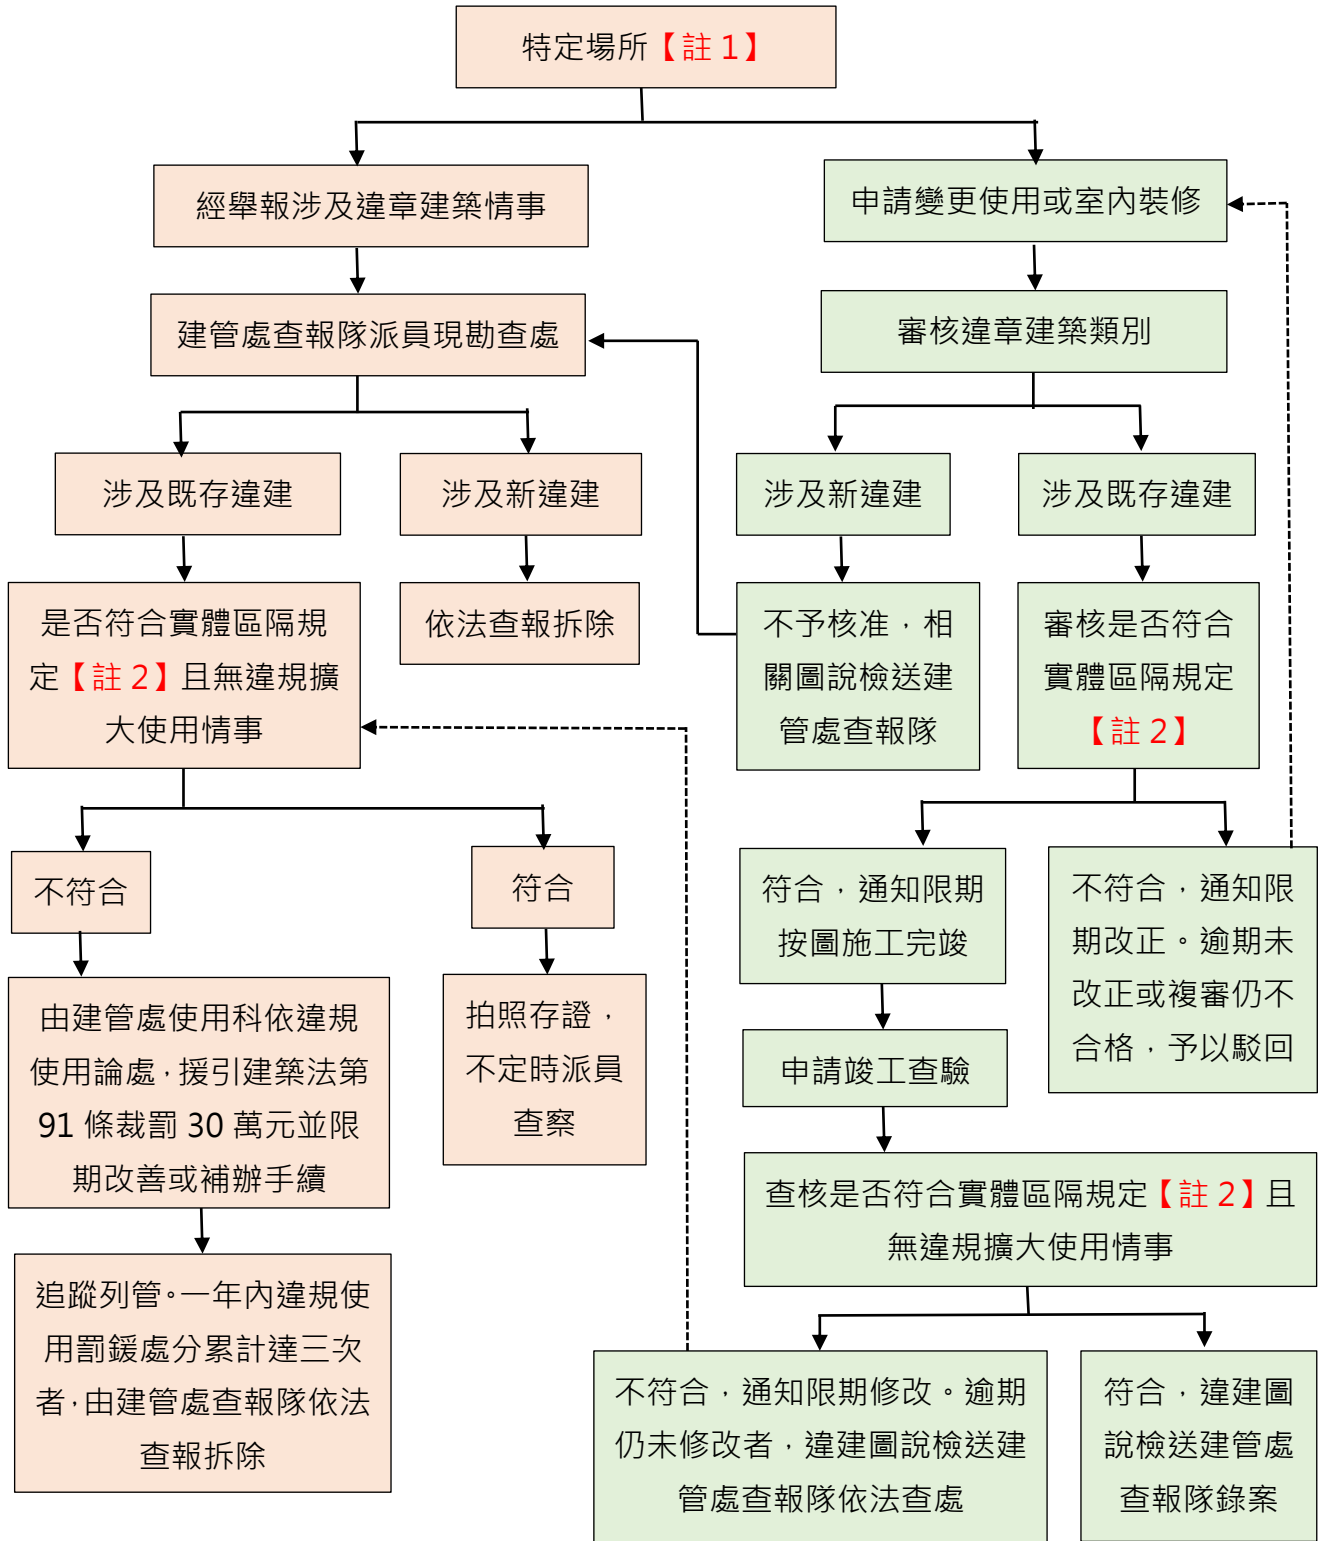 特定場所【註1】
經舉報涉及違章建築情事
申請變更使用或室內裝修
建管處查報隊派員現勘查處
審核違章建築類別
涉及既存違建
涉及新違建
涉及新違建
涉及既存違建
是否符合實體區隔規
定【註2】且無違規擴
大使用情事
依法查報拆除
不予核准，相
關圖說檢送建
管處查報隊
審核是否符合
實體區隔規定
【註2】
不符合
符合
符合，通知限期
按圖施工完竣
不符合，通知限
期改正。逾期未
改正或複審仍不
合格，予以駁回
由建管處使用科依違規
使用論處，援引建築法第
91條裁罰30萬元並限
期改善或補辦手續
拍照存證，
不定時派員
查察
申請竣工查驗
查核是否符合實體區隔規定【註2】且
無違規擴大使用情事
追蹤列管。一年內違規使
用罰鍰處分累計達三次
者，由建管處查報隊依法
查報拆除
不符合，通知限期修改。逾期
仍未修改者，違建圖說檢送建
管處查報隊依法查處
符合，違建圖
說檢送建管處
查報隊錄案